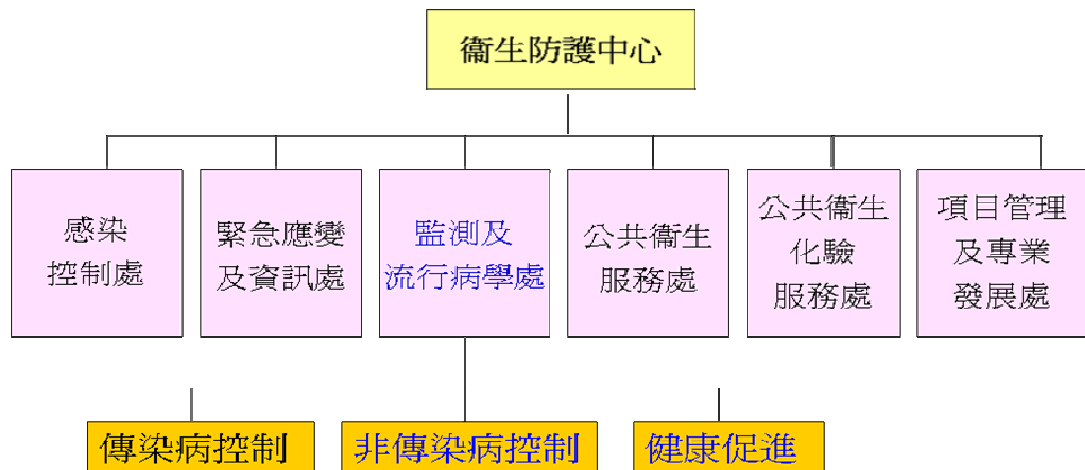 衞生防護中心
感染
控制處
緊急應變
及資訊處
監測及
流行病學處
公共衞生
服務處
公共衞生
化驗
服務處
項目管理
及專業
發展處
傳染病控制
非傳染病控制
健康促進